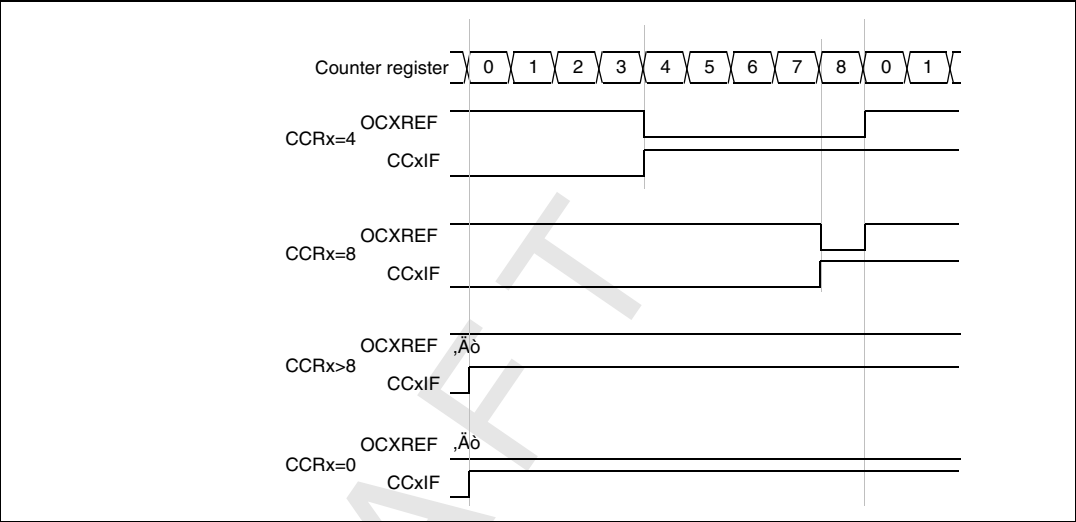 Counter register 0 1 2 3 4 5 6 7 8 0 1
OCXREF
CCRx=4
CCxIF
OCXREF
CCRx=8
CCxIF
OCXREF ‚Äò
CCRx>8
CCxIF
OCXREF ‚Äò
CCRx=0
CCxIF
AFT